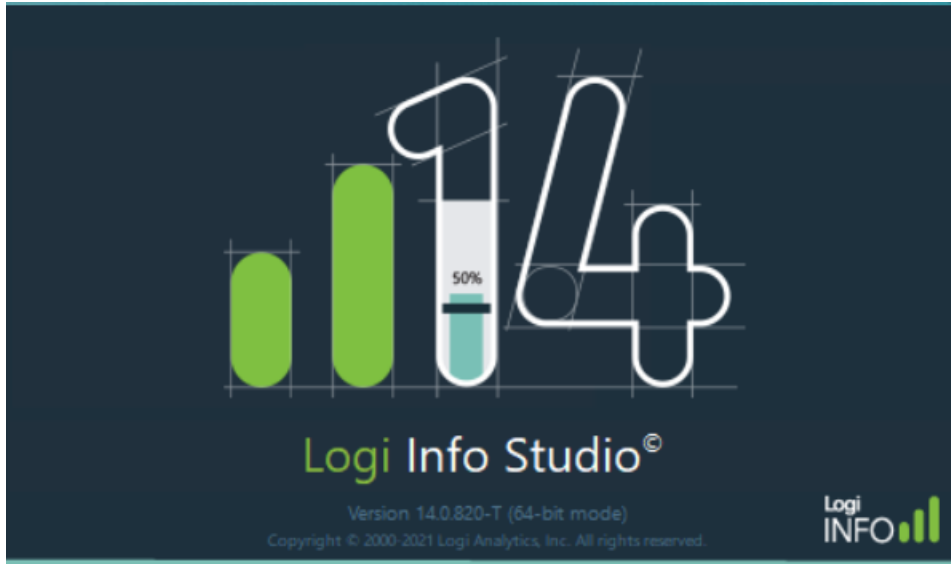 14
50%
Logi Info Studio©
Version 14.0.820-T (64-bit mode)
Copyright © 2000-2021 Logi Analytics, Inc. All rights reserved.
Logi
INFO